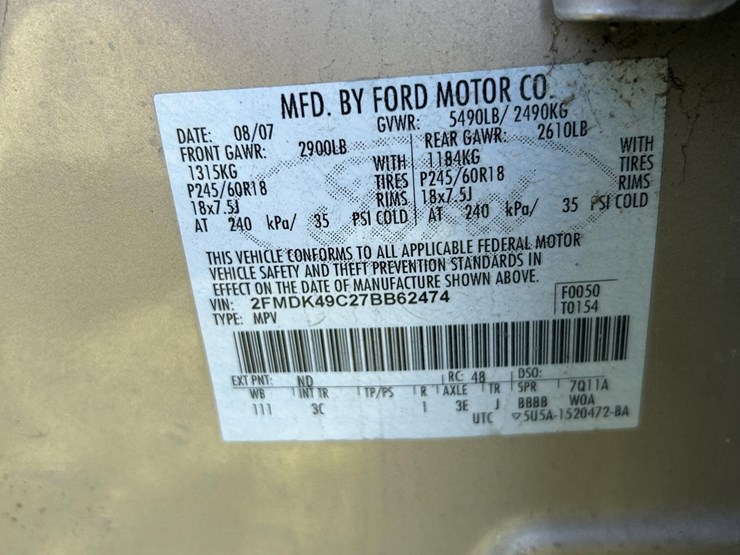 MFD. BY FORD MOTOR CO.
DATE: 08/07 GVWR: 5490LB/ 2490KG
FRONT GAWR: 2900LB REAR GAWR: 2610LB
1315KG WITH 1184KG WITH
P245/60R18 TIRES P245/60R18 TIRES
18x7.5J RIMS 18x7.5J RIMS
AT 240 kPa/ 35 PSI COLD AT 240 kPa/ 35 PSI COLD
THIS VEHICLE CONFORMS TO ALL APPLICABLE FEDERAL MOTOR
VEHICLE SAFETY AND THEFT PREVENTION STANDARDS IN
EFFECT ON THE DATE OF MANUFACTURE SHOWN ABOVE.
VIN: 2FMDK49C27BB62474 F0050
TYPE: MPV T0154
EXT PNT: ND RC: 48 DSO:
WB INT TR TP/PS R AXLE TR SPR 7Q11A
111 3C 1 3E J BBBB W0A
UTC ▽5U5A-1520472-BA